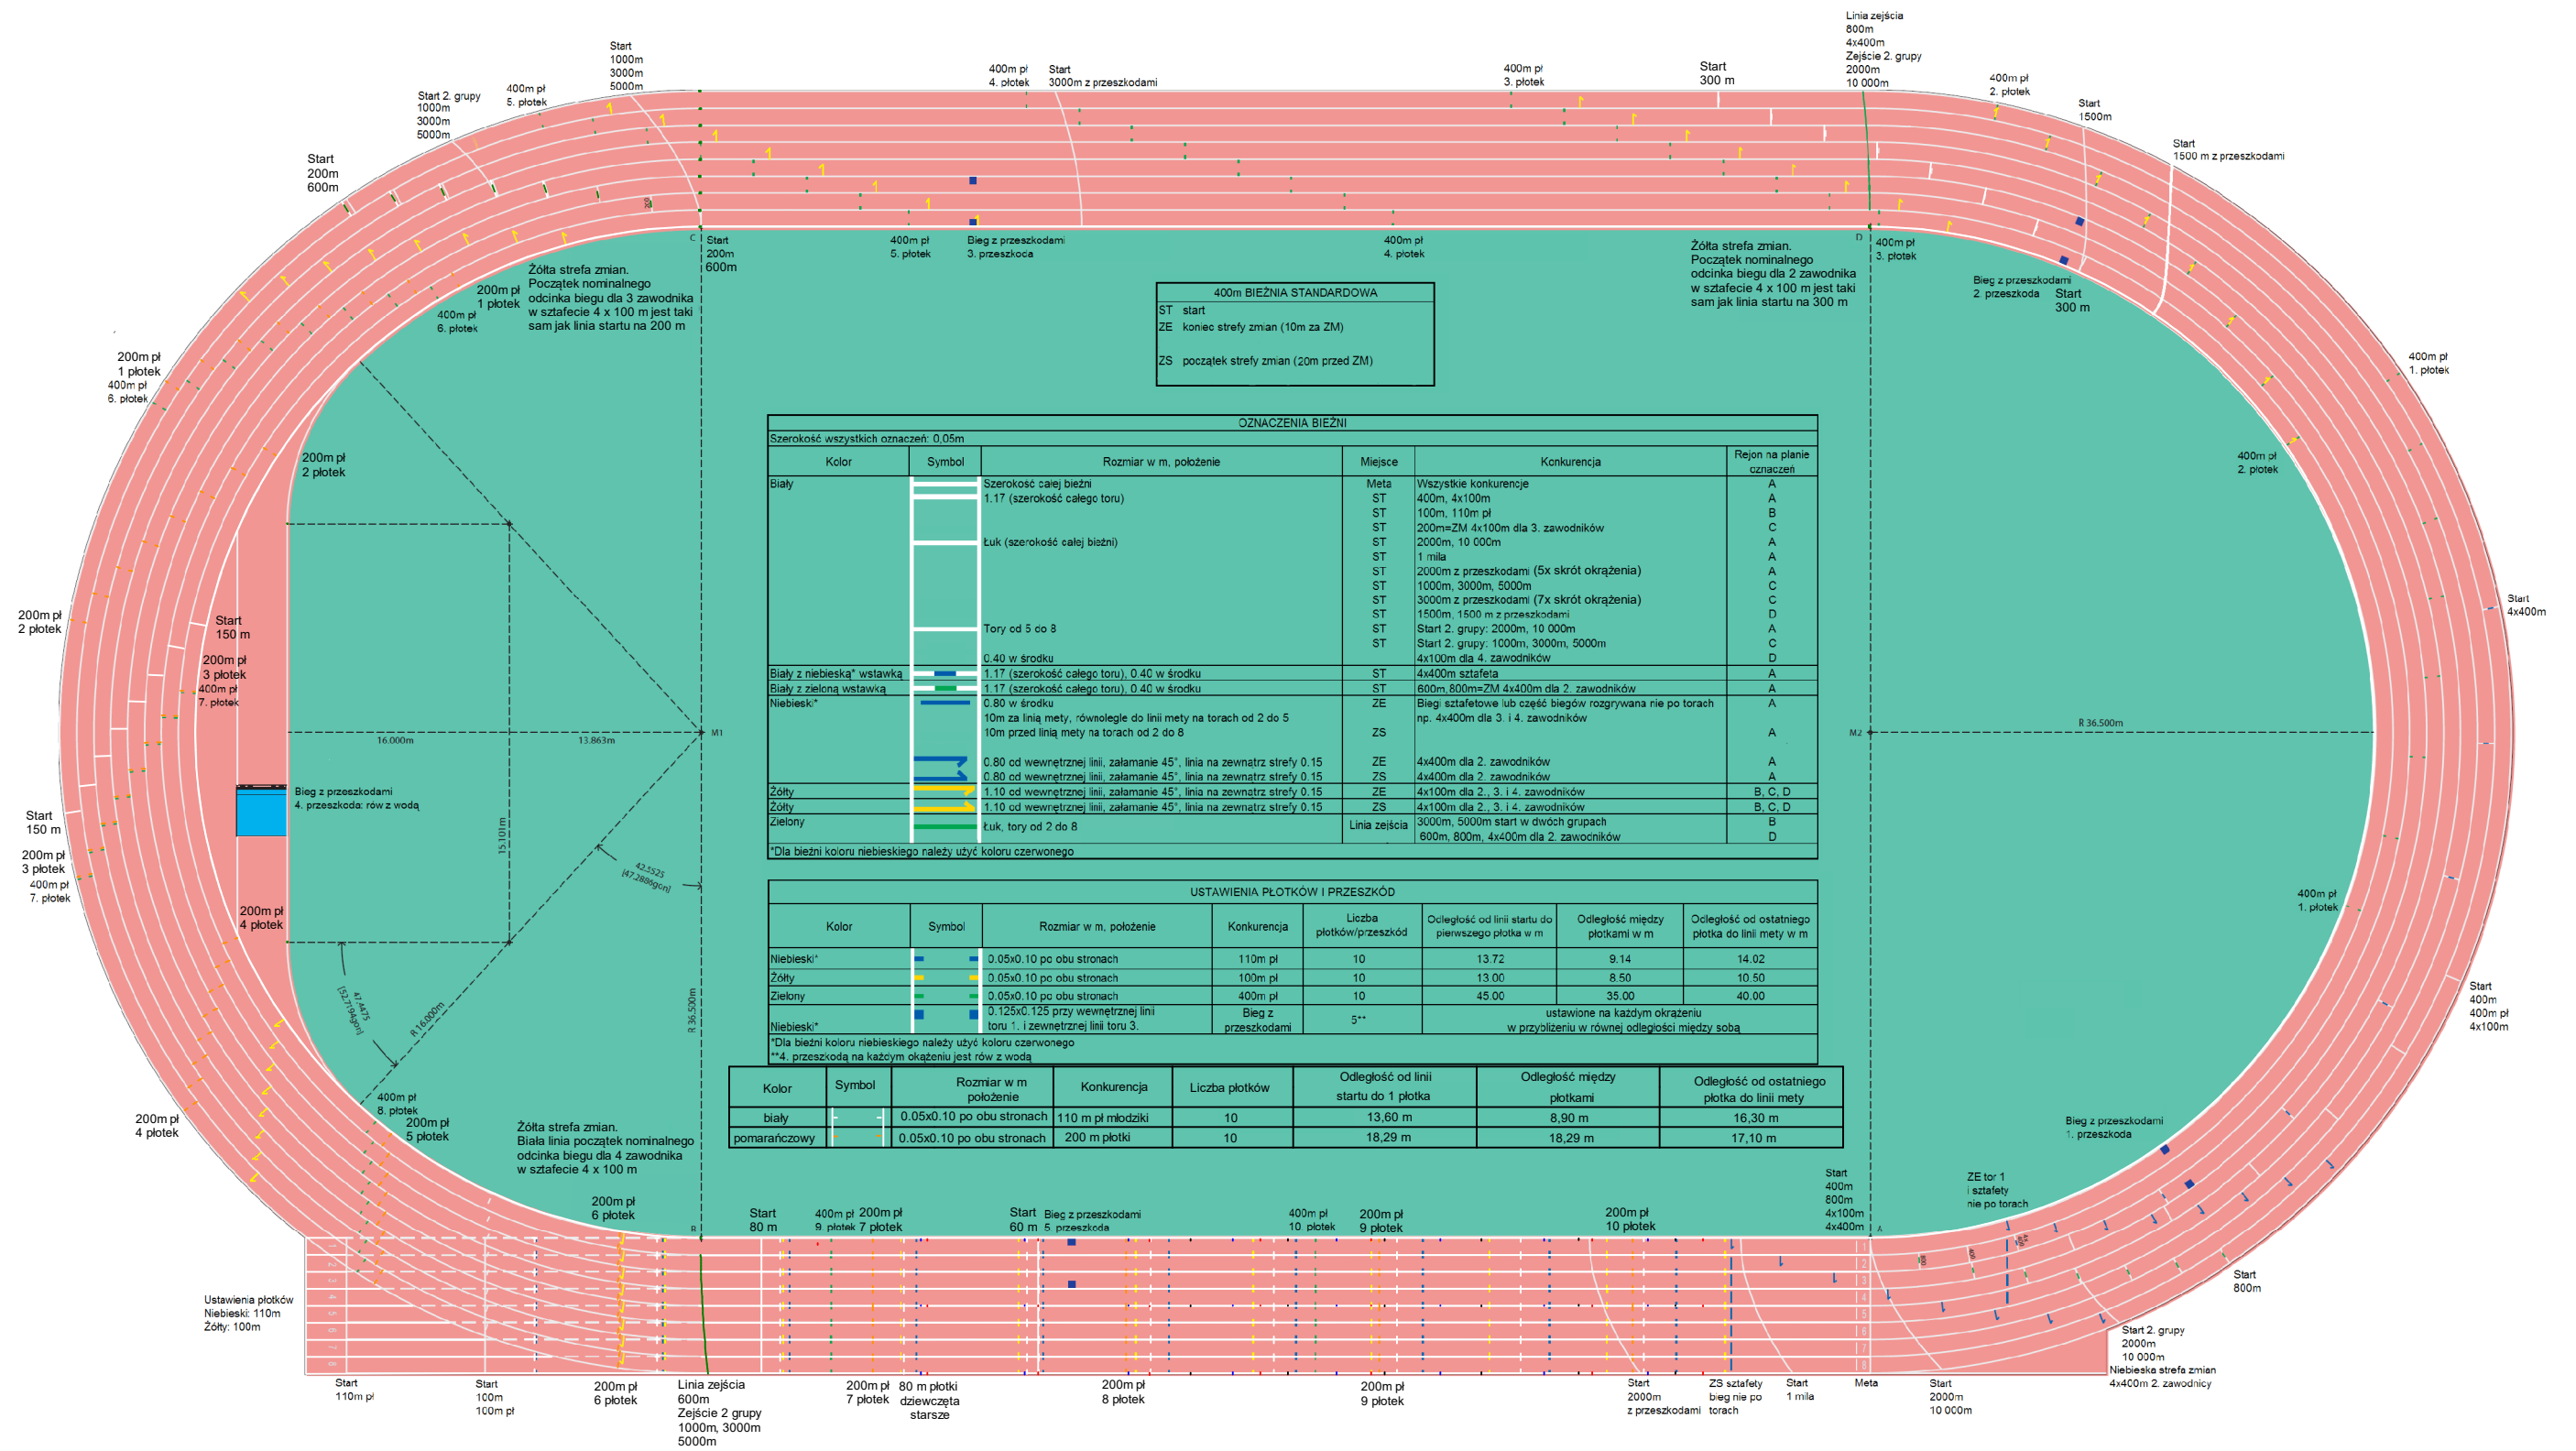 Linia zejścia
800m
4x400m
Zejście 2. grupy
2000m
10 000m
Start
1000m
3000m
5000m
400m pł
4. płotek
Start
3000m z przeszkodami
400m pł
3. płotek
Start
300 m
400m pł
2. płotek
Start
1500m
Start
1500 m z przeszkodami
400m pł
5. płotek
Start 2. grupy
1000m
3000m
5000m
Start
200m
600m
C
Start
200m
600m
400m pł
5. płotek
Bieg z przeszkodami
3. przeszkoda
400m pł
4. płotek
D
400m pł
3. płotek
Żółta strefa zmian.
Początek nominalnego
odcinka biegu dla 2 zawodnika
w sztafecie 4 x 100 m jest taki
sam jak linia startu na 300 m
Bieg z przeszkodami
2. przeszkoda
Start
300 m
Żółta strefa zmian.
Początek nominalnego
odcinka biegu dla 3 zawodnika
w sztafecie 4 x 100 m jest taki
sam jak linia startu na 200 m
200m pł
1 płotek
400m pł
6. płotek
200m pł
1 płotek
400m pł
6. płotek
400m BIEŻNIA STANDARDOWA
ST start
ZE koniec strefy zmian (10m za ZM)
ZS początek strefy zmian (20m przed ZM)
400m pł
1. płotek
400m pł
2. płotek
200m pł
2 płotek
OZNACZENIA BIEŻNI
Szerokość wszystkich oznaczeń: 0,05m
Kolor Symbol Rozmiar w m, położenie Miejsce Konkurencja Rejon na planie oznaczeń
Biały Szerokość całej bieżni Meta Wszystkie konkurencje A
1.17 (szerokość całego toru) ST 400m, 4x100m A
ST 100m, 110m pł B
ST 200m=ZM 4x100m dla 3. zawodników C
Łuk (szerokość całej bieżni) ST 2000m, 10 000m A
ST 1 mila A
ST 2000m z przeszkodami (5x skrót okrążenia) A
ST 1000m, 3000m, 5000m C
ST 3000m z przeszkodami (7x skrót okrążenia) C
ST 1500m, 1500 m z przeszkodami D
Tory od 5 do 8 ST Start 2. grupy: 2000m, 10 000m A
ST Start 2. grupy: 1000m, 3000m, 5000m C
0.40 w środku 4x100m dla 4. zawodników D
Biały z niebieską* wstawką 1.17 (szerokość całego toru), 0.40 w środku ST 4x400m sztafeta A
Biały z zieloną wstawką 1.17 (szerokość całego toru), 0.40 w środku ST 600m,800m=ZM 4x400m dla 2. zawodników A
Niebieski* 0.80 w środku ZE Biegi sztafetowe lub część biegów rozgrywana nie po torach A
10m za linią mety, równolegle do linii mety na torach od 2 do 5 np. 4x400m dla 3. i 4. zawodników
10m przed linią mety na torach od 2 do 8 ZS A
0.80 od wewnętrznej linii, załamanie 45°, linia na zewnątrz strefy 0.15 ZE 4x400m dla 2. zawodników A
0.80 od wewnętrznej linii, załamanie 45°, linia na zewnątrz strefy 0.15 ZS 4x400m dla 2. zawodników A
Żółty 1.10 od wewnętrznej linii, załamanie 45°, linia na zewnątrz strefy 0.15 ZE 4x100m dla 2., 3. i 4. zawodników B, C, D
Żółty 1.10 od wewnętrznej linii, załamanie 45°, linia na zewnątrz strefy 0.15 ZS 4x100m dla 2., 3. i 4. zawodników B, C, D
Zielony Łuk, tory od 2 do 8 Linia zejścia 3000m, 5000m start w dwóch grupach B
600m, 800m, 4x400m dla 2. zawodników D
*Dla bieżni koloru niebieskiego należy użyć koloru czerwonego
200m pł
2 płotek
Start
150 m
200m pł
3 płotek
400m pł
7. płotek
16.000m
13.863m
M1
M2
R 36.500m
Start
4x400m
Bieg z przeszkodami
4. przeszkoda: rów z wodą
15.101m
42.5525
[47.2886gon]
Start
150 m
200m pł
3 płotek
400m pł
7. płotek
200m pł
4 płotek
47.4475
[52.7194gon]
R 16.000m
R 36.500m
USTAWIENIA PŁOTKÓW I PRZESZKÓD
Kolor Symbol Rozmiar w m, położenie Konkurencja Liczba płotków/przeszkód Odległość od linii startu do pierwszego płotka w m Odległość między płotkami w m Odległość od ostatniego płotka do linii mety w m
Niebieski* 0.05x0.10 po obu stronach 110m pł 10 13.72 9.14 14.02
Żółty 0.05x0.10 po obu stronach 100m pł 10 13.00 8.50 10.50
Zielony 0.05x0.10 po obu stronach 400m pł 10 45.00 35.00 40.00
Niebieski* 0.125x0.125 przy wewnętrznej linii toru 1. i zewnętrznej linii toru 3. Bieg z przeszkodami 5** ustawione na każdym okrążeniu w przybliżeniu w równej odległości między sobą
*Dla bieżni koloru niebieskiego należy użyć koloru czerwonego
**4. przeszkodą na każdym okążeniu jest rów z wodą
Kolor Symbol Rozmiar w m położenie Konkurencja Liczba płotków Odległość od linii startu do 1 płotka Odległość między płotkami Odległość od ostatniego płotka do linii mety
biały 0.05x0.10 po obu stronach 110 m pł młodziki 10 13,60 m 8,90 m 16,30 m
pomarańczowy 0.05x0.10 po obu stronach 200 m płotki 10 18,29 m 18,29 m 17,10 m
400m pł
1. płotek
Start
400m
400m pł
4x100m
200m pł
4 płotek
400m pł
8. płotek
200m pł
5 płotek
Żółta strefa zmian.
Biała linia początek nominalnego
odcinka biegu dla 4 zawodnika
w sztafecie 4 x 100 m
Bieg z przeszkodami
1. przeszkoda
200m pł
6 płotek
B
Start
80 m
400m pł
9. płotek
200m pł
7 płotek
Start
60 m
Bieg z przeszkodami
5. przeszkoda
400m pł
10. płotek
200m pł
9 płotek
200m pł
10 płotek
Start
400m
800m
4x100m
4x400m
A
ZE tor 1
i sztafety
nie po torach
Start
800m
Ustawienia płotków
Niebieski: 110m
Żółty: 100m
1
2
3
4
5
6
7
8
1
2
3
4
5
6
7
8
800
400
Start 2. grupy
2000m
10 000m
Niebieska strefa zmian
4x400m 2. zawodnicy
Start
110m pł
Start
100m
100m pł
200m pł
6 płotek
Linia zejścia
600m
Zejście 2 grupy
1000m, 3000m
5000m
200m pł
7 płotek
80 m płotki
dziewczęta
starsze
200m pł
8 płotek
200m pł
9 płotek
Start
2000m
z przeszkodami
ZS sztafety
bieg nie po
torach
Start
1 mila
Meta
Start
2000m
10 000m